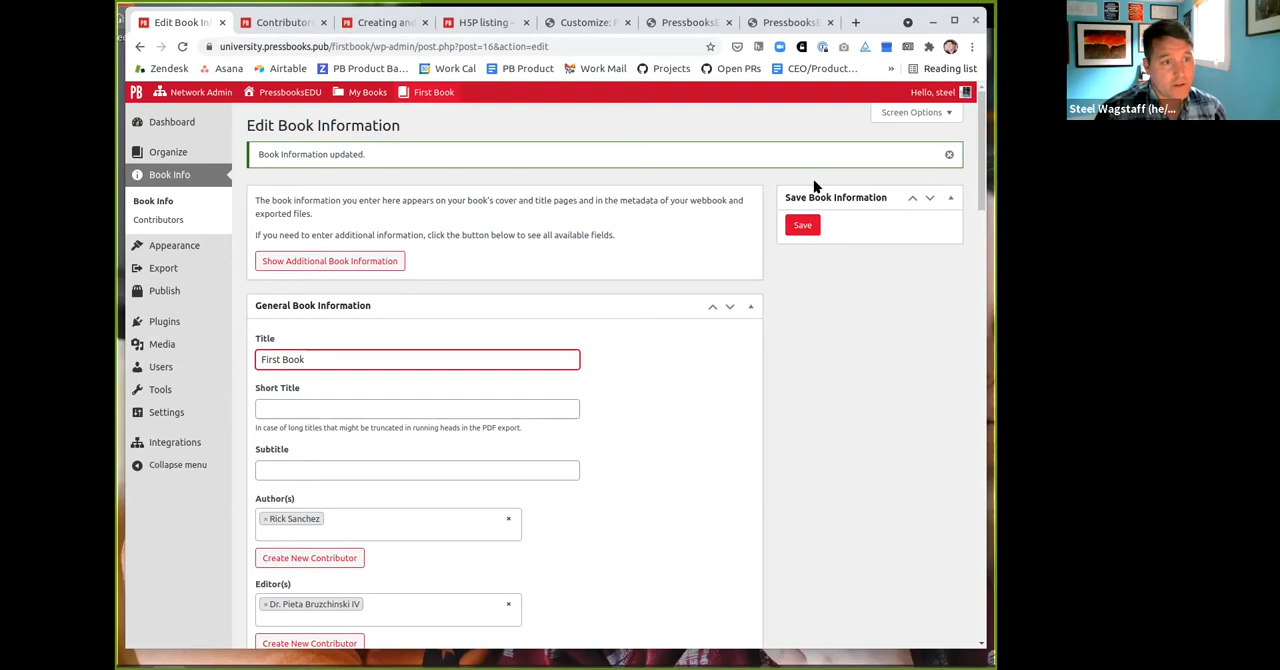 Edit Book Inf
Contributors
Creating and
H5P listing –
Customize: F
PressbooksE
PressbooksE
university.pressbooks.pub/firstbook/wp-admin/post.php?post=16&action=edit
Zendesk
Asana
Airtable
PB Product Ba...
Work Cal
PB Product
Work Mail
Projects
Open PRs
CEO/Product...
»
Reading list
PB
Network Admin
PressbooksEDU
My Books
First Book
Hello, steel
Steel Wagstaff (he/...
Screen Options
Dashboard
Organize
Book Info
Book Info
Contributors
Appearance
Export
Publish
Plugins
Media
Users
Tools
Settings
Integrations
Collapse menu
Edit Book Information
Book Information updated.
The book information you enter here appears on your book's cover and title pages and in the metadata of your webbook and
exported files.
If you need to enter additional information, click the button below to see all available fields.
Show Additional Book Information
Save Book Information
Save
General Book Information
Title
First Book
Short Title
In case of long titles that might be truncated in running heads in the PDF export.
Subtitle
Author(s)
× Rick Sanchez
×
Create New Contributor
Editor(s)
× Dr. Pieta Bruzchinski IV
×
Create New Contributor